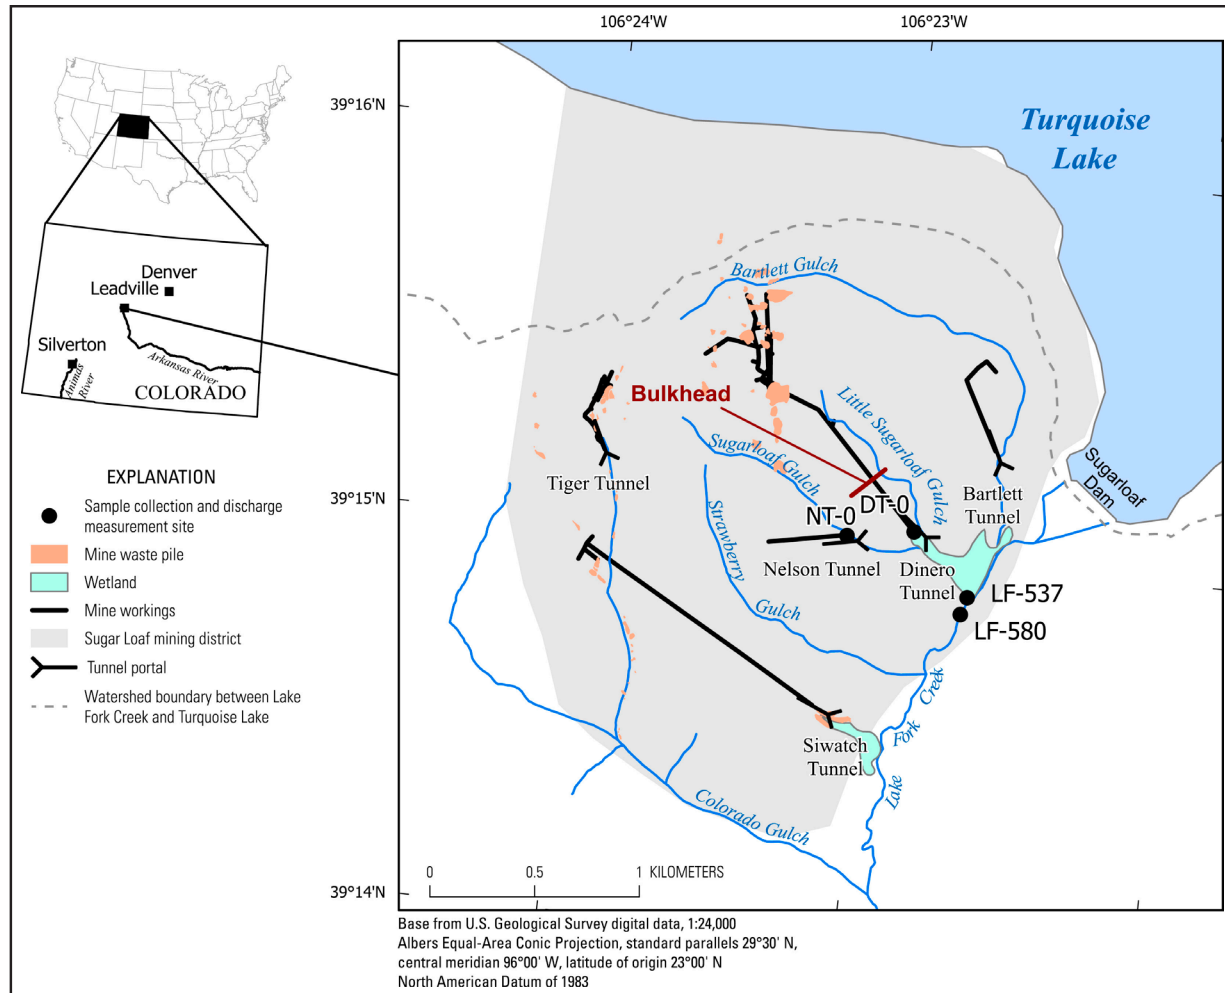 106°24'W
106°23'W
39°16'N
39°15'N
39°14'N
Turquoise
Lake
Denver
Leadville
Silverton
Arkansas River
Animas
River
COLORADO
Bartlett Gulch
Bulkhead
Little Sugarloaf Gulch
Sugarloaf Gulch
Tiger Tunnel
Strawberry
Gulch
NT-0
DT-0
Nelson Tunnel
Dinero
Tunnel
Bartlett
Tunnel
Sugarloaf
Dam
LF-537
LF-580
Siwatch
Tunnel
Lake
Fork
Creek
Colorado Gulch
EXPLANATION
Sample collection and discharge
measurement site
Mine waste pile
Wetland
Mine workings
Sugar Loaf mining district
Tunnel portal
Watershed boundary between Lake
Fork Creek and Turquoise Lake
0 0.5 1 KILOMETERS
Base from U.S. Geological Survey digital data, 1:24,000
Albers Equal-Area Conic Projection, standard parallels 29°30' N,
central meridian 96°00' W, latitude of origin 23°00' N
North American Datum of 1983